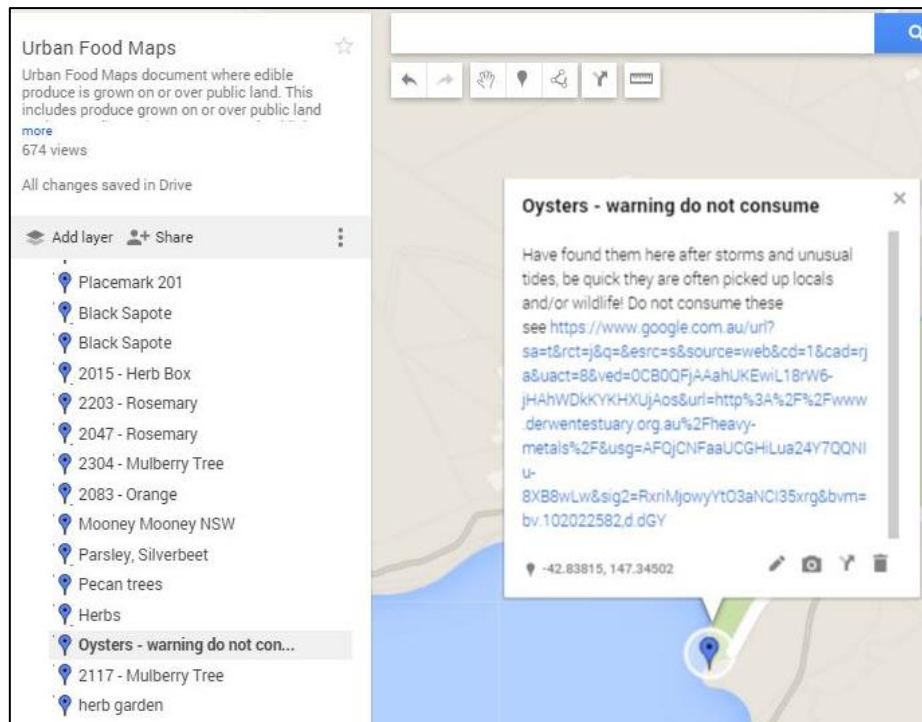 Urban Food Maps
Urban Food Maps document where edible
produce is grown on or over public land. This
includes produce grown on or over public land
more
674 views
All changes saved in Drive
Add layer Share
Placemark 201
Black Sapote
Black Sapote
2015 - Herb Box
2203 - Rosemary
2047 - Rosemary
2304 - Mulberry Tree
2083 - Orange
Mooney Mooney NSW
Parsley, Silverbeet
Pecan trees
Herbs
Oysters - warning do not con...
2117 - Mulberry Tree
herb garden
Oysters - warning do not consume
Have found them here after storms and unusual
tides, be quick they are often picked up locals
and/or wildlife! Do not consume these
see https://www.google.com.au/url?
sa=t&rct=j&q=&esrc=s&source=web&cd=1&cad=rj
a&uact=8&ved=0CB0QFjAAahUKEwiL18rW6-
jHAhWDkKYKHXUjAos&url=http%3A%2F%2Fwww
.derwentestuary.org.au%2Fheavy-
metals%2F&usg=AFQjCNFaaUCGHiLua24Y7QQNI
u-
8XB8wLw&sig2=RxriMjowyYtO3aNCI35xrg&bvm=
bv.102022582,d.dGY
-42.83815, 147.34502